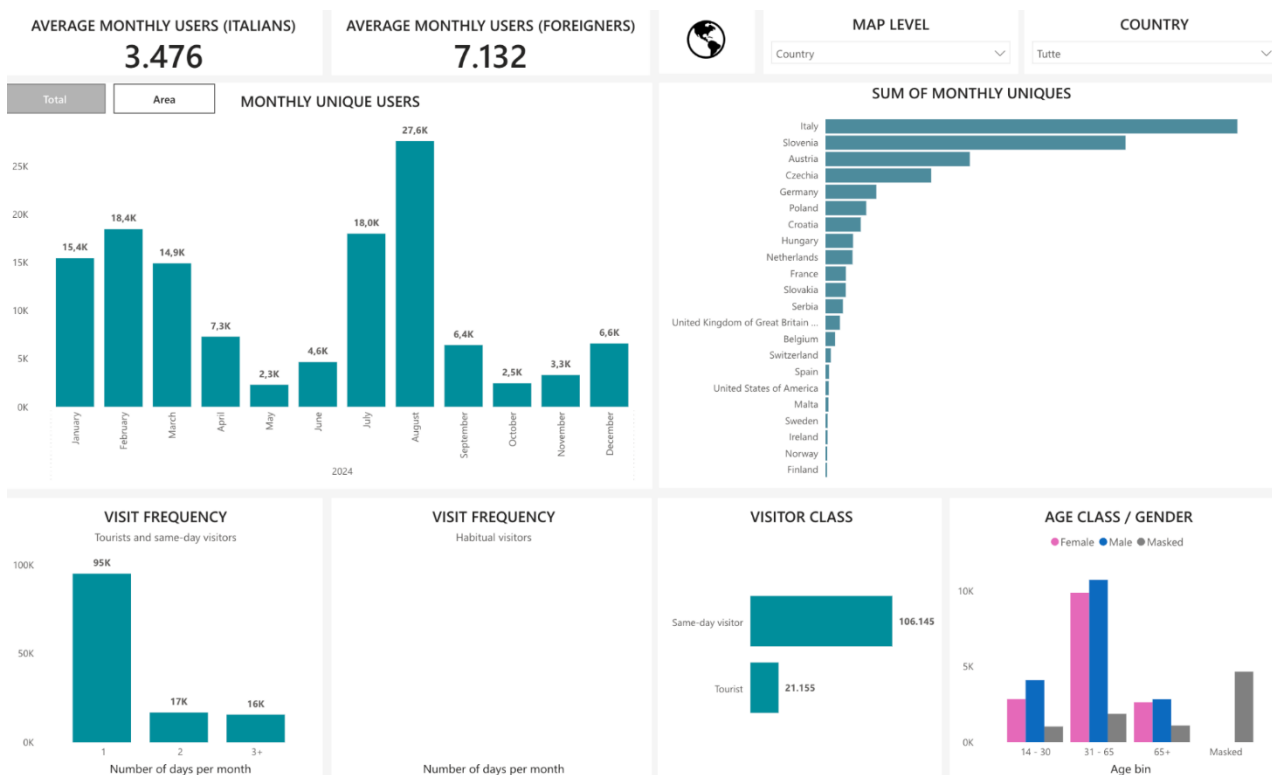 AVERAGE MONTHLY USERS (ITALIANS)
3.476
AVERAGE MONTHLY USERS (FOREIGNERS)
7.132
MAP LEVEL
Country
COUNTRY
Tutte
Total
Area
MONTHLY UNIQUE USERS
25K
20K
15K
10K
5K
0K
15,4K
18,4K
14,9K
7,3K
2,3K
4,6K
18,0K
27,6K
6,4K
2,5K
3,3K
6,6K
January
February
March
April
May
June
July
August
September
October
November
December
2024
SUM OF MONTHLY UNIQUES
Italy
Slovenia
Austria
Czechia
Germany
Poland
Croatia
Hungary
Netherlands
France
Slovakia
Serbia
United Kingdom of Great Britain ...
Belgium
Switzerland
Spain
United States of America
Malta
Sweden
Ireland
Norway
Finland
VISIT FREQUENCY
Tourists and same-day visitors
100K
50K
0K
95K
17K
16K
1
2
3+
Number of days per month
VISIT FREQUENCY
Habitual visitors
Number of days per month
VISITOR CLASS
Same-day visitor
106.145
Tourist
21.155
AGE CLASS / GENDER
Female Male Masked
10K
5K
0K
14 - 30
31 - 65
65+
Masked
Age bin